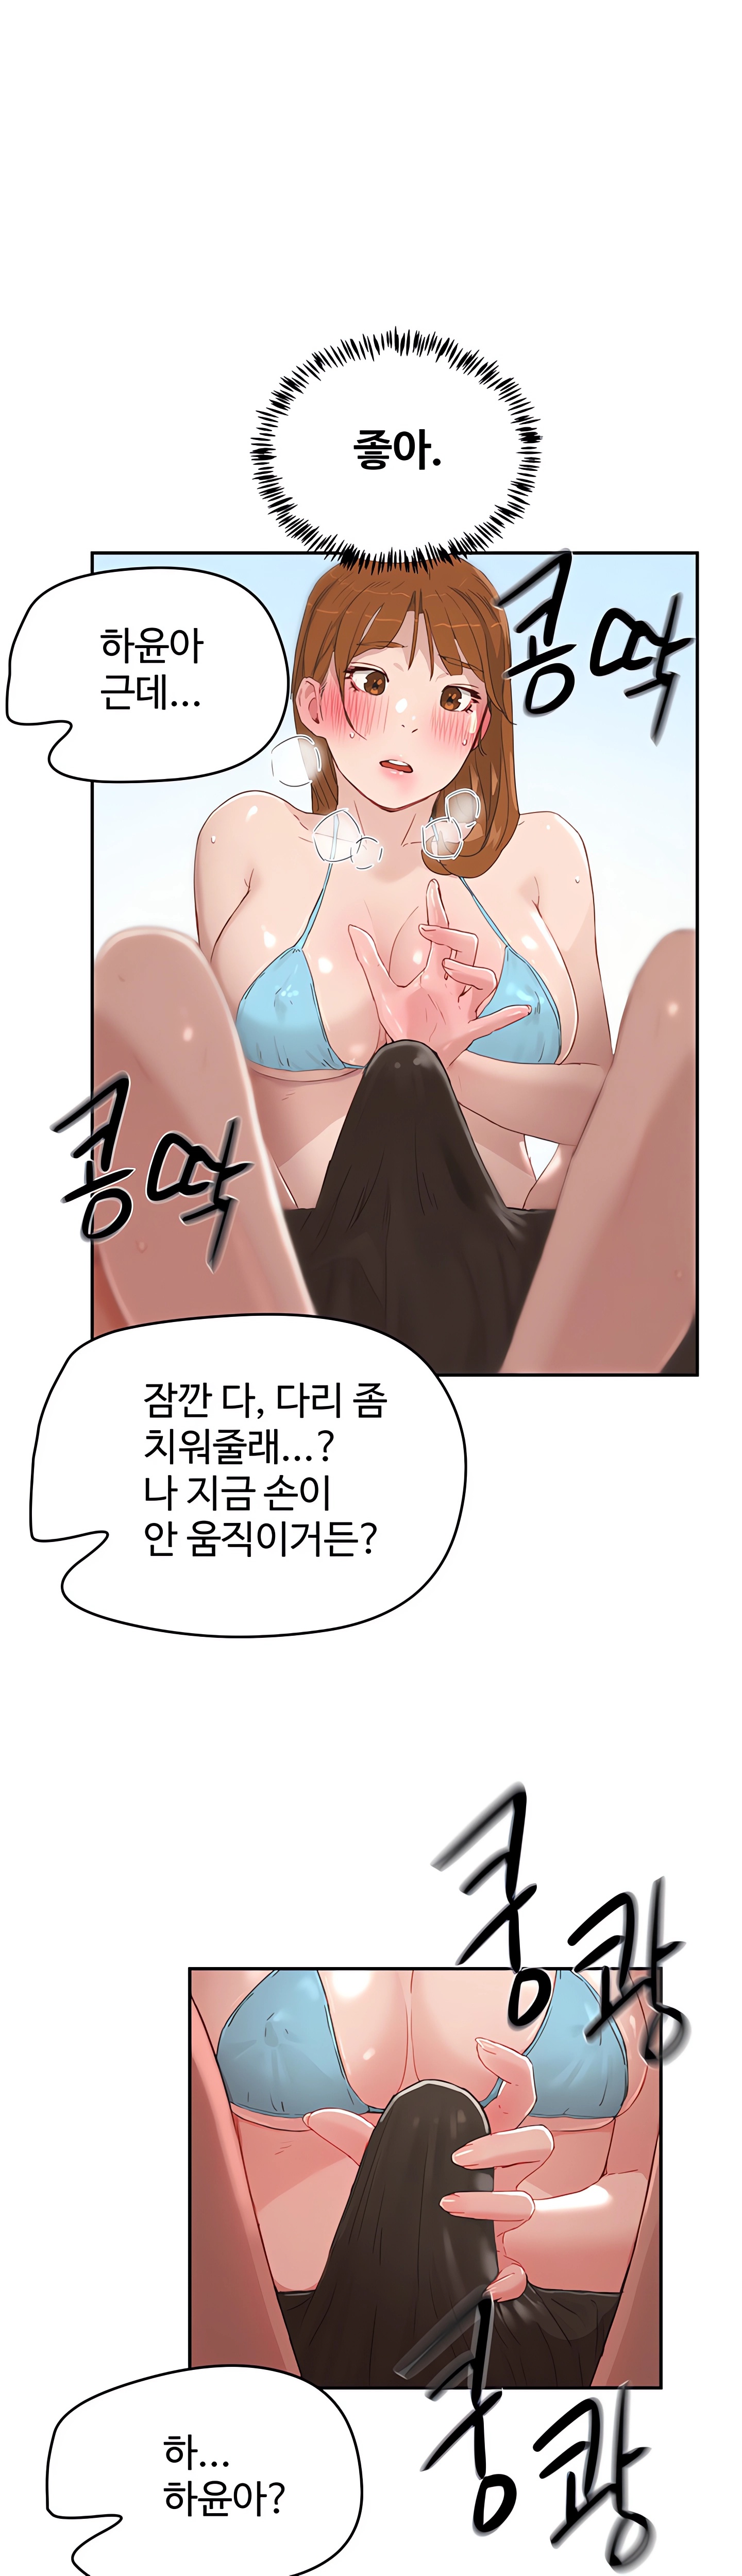 좋아.
하윤아
근데...
콩딱
콩딱
잠깐 다, 다리 좀
치워줄래...?
나 지금 손이
안 움직이거든?
쿵쾅
쿵쾅
하...
하윤아?